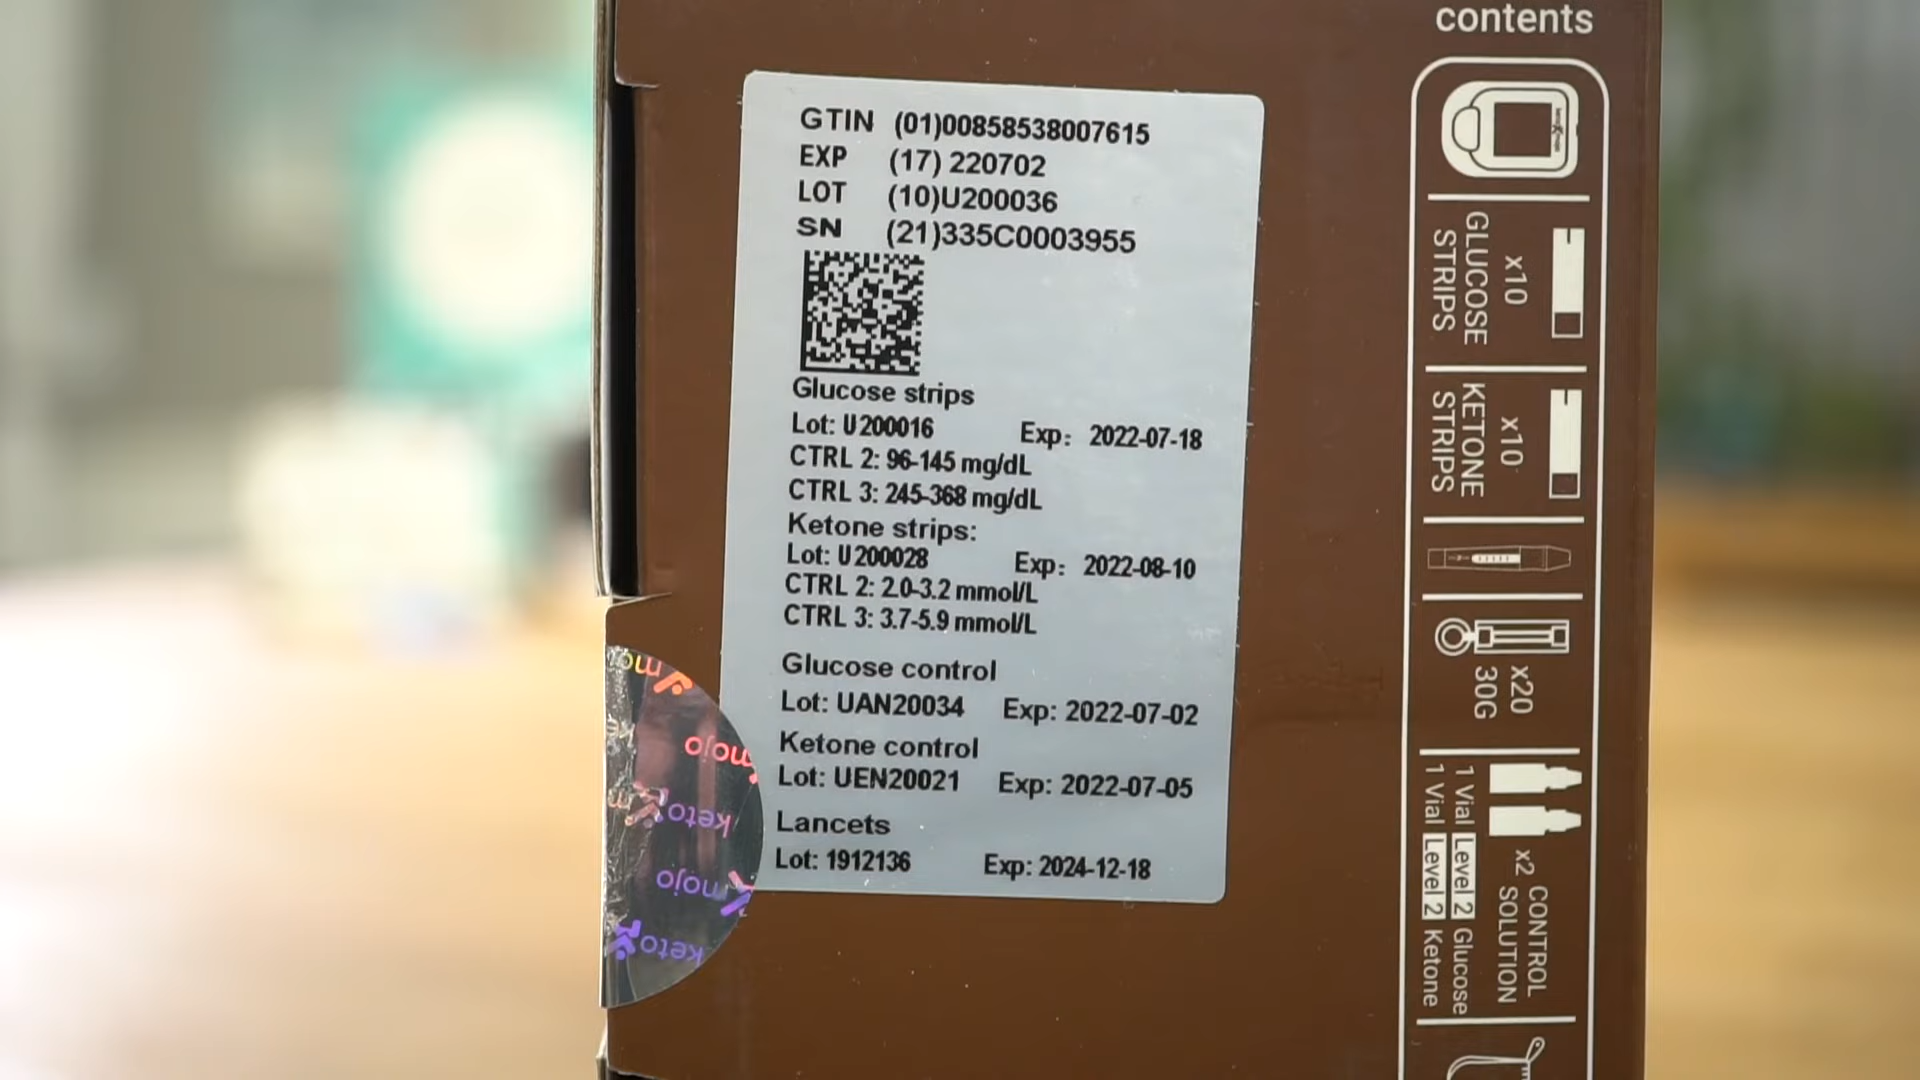 contents
GTIN (01)00858538007615
EXP (17) 220702
LOT (10)U200036
SN (21)335C0003955
Glucose strips
Lot: U200016 Exp: 2022-07-18
CTRL 2: 96-145 mg/dL
CTRL 3: 245-368 mg/dL
Ketone strips:
Lot: U200028 Exp: 2022-08-10
CTRL 2: 2.0-3.2 mmol/L
CTRL 3: 3.7-5.9 mmol/L
Glucose control
Lot: UAN20034 Exp: 2022-07-02
Ketone control
Lot: UEN20021 Exp: 2022-07-05
Lancets
Lot: 1912136 Exp: 2024-12-18
x10
GLUCOSE
STRIPS
x10
KETONE
STRIPS
x20
30G
x2 CONTROL
SOLUTION
1 Vial Level 2 Glucose
1 Vial Level 2 Ketone
mojo
mojo
keto
mojo
keto